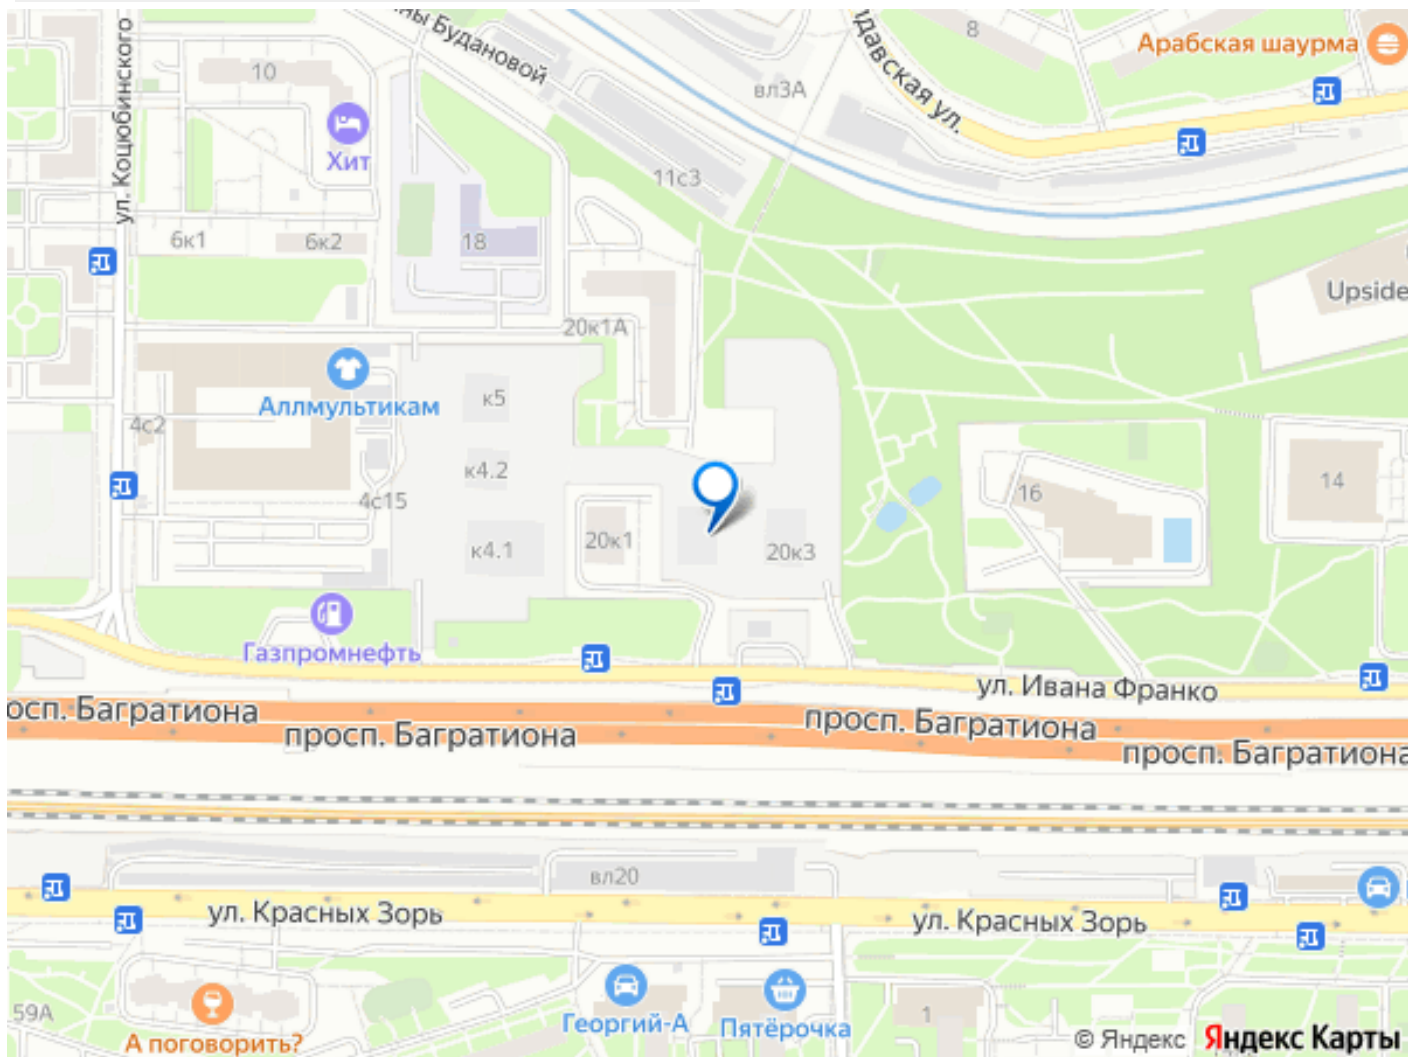 ул. Коцюбинского
ны Будановой
давская ул.
8
Арабская шаурма
10
вл3А
Хит
11с3
6к1
6к2
18
Upside
20к1А
Аллмультикам
к5
4с2
к4.2
4с15
16
14
к4.1
20к1
20к3
Газпромнефть
ул. Ивана Франко
осп. Багратиона
просп. Багратиона
просп. Багратиона
просп. Багратиона
вл20
ул. Красных Зорь
ул. Красных Зорь
59А
Георгий-А
Пятёрочка
1
А поговорить?
© Яндекс Яндекс Карты